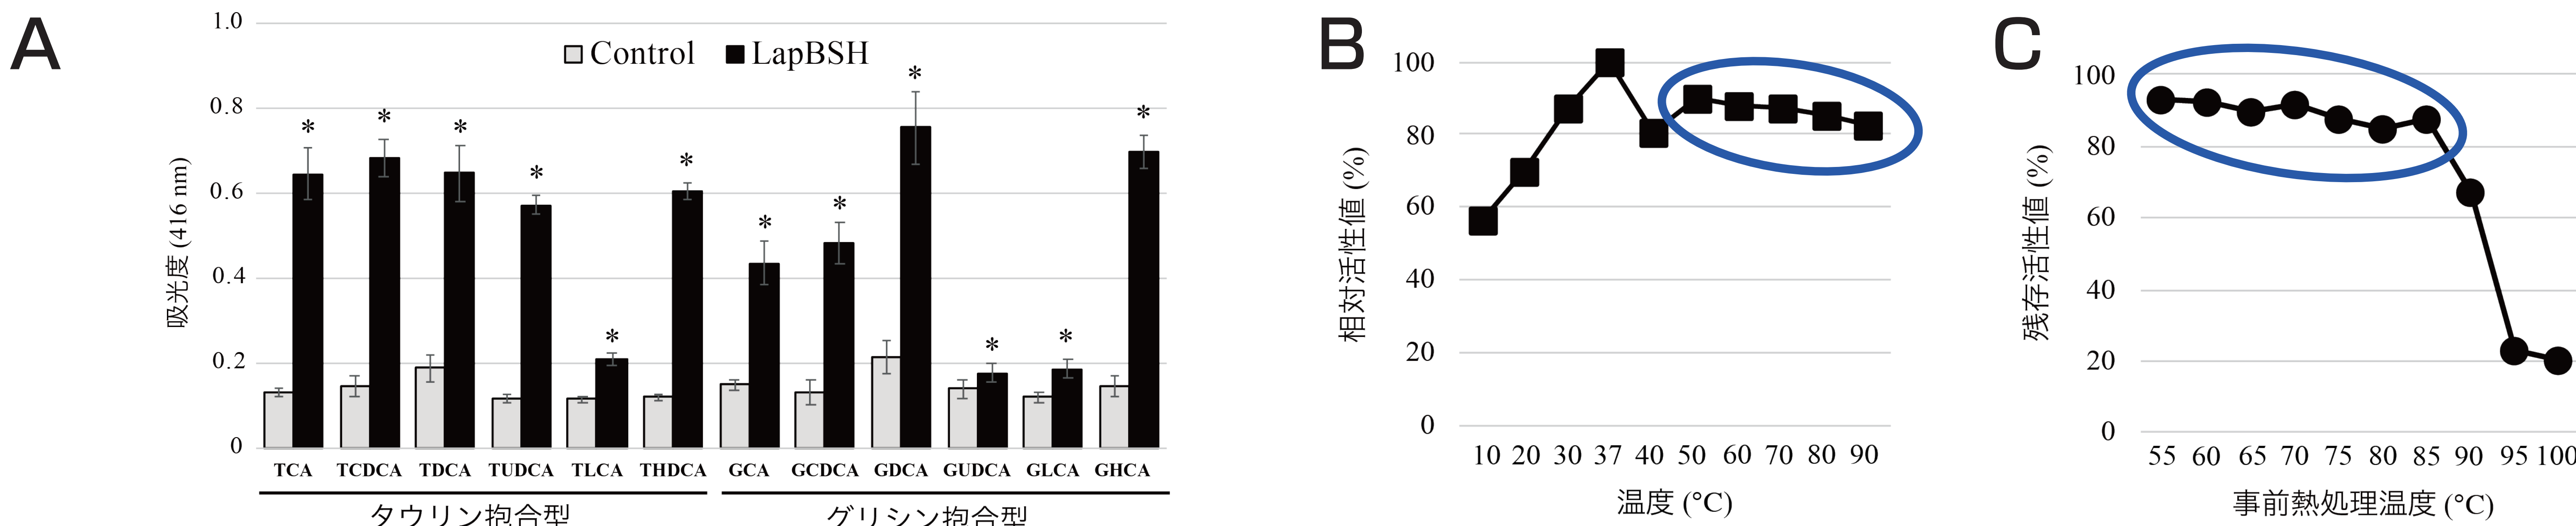 A
1.0
0.8
0.6
0.4
0.2
0
吸光度 (416 nm)
Control LapBSH
* * * * * * * * * * * *
TCA TCDCA TDCA TUDCA TLCA THDCA GCA GCDCA GDCA GUDCA GLCA GHCA
タウリン抱合型 グリシン抱合型
B
100
80
60
40
20
0
相対活性値 (%)
10 20 30 37 40 50 60 70 80 90
温度 (°C)
C
100
80
60
40
20
0
残存活性値 (%)
55 60 65 70 75 80 85 90 95 100
事前熱処理温度 (°C)